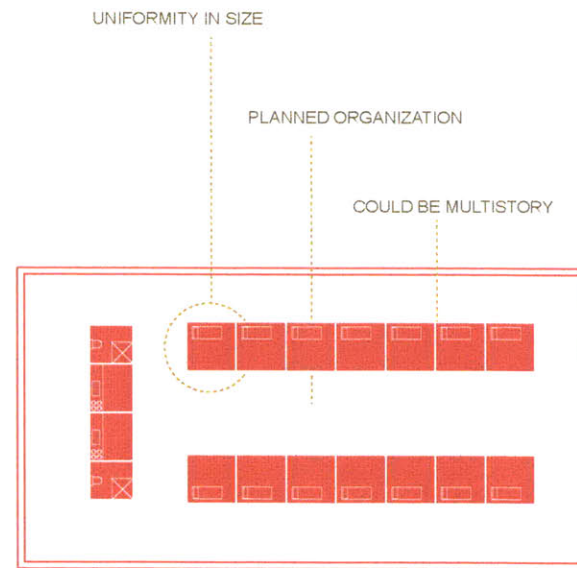 UNIFORMITY IN SIZE
PLANNED ORGANIZATION
COULD BE MULTISTORY